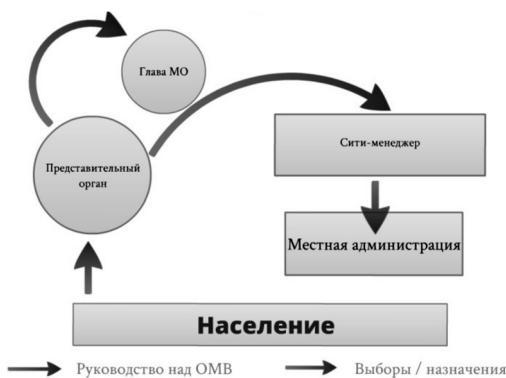 Глава МО
Представительный
орган
Сити-менеджер
Местная администрация
Население
Руководство над ОМВ
Выборы / назначения